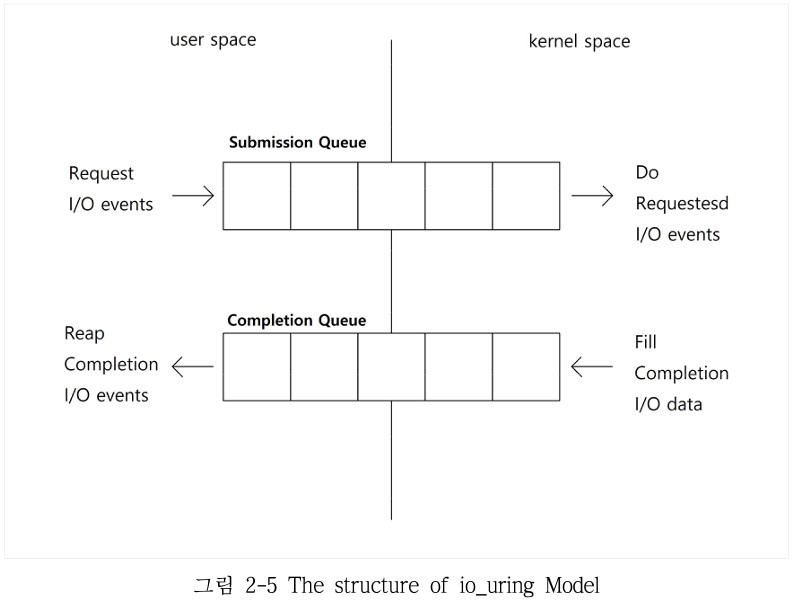 user space
kernel space
Submission Queue
Request
I/O events
Do
Requestesd
I/O events
Completion Queue
Reap
Completion
I/O events
Fill
Completion
I/O data
그림 2-5 The structure of io_uring Model